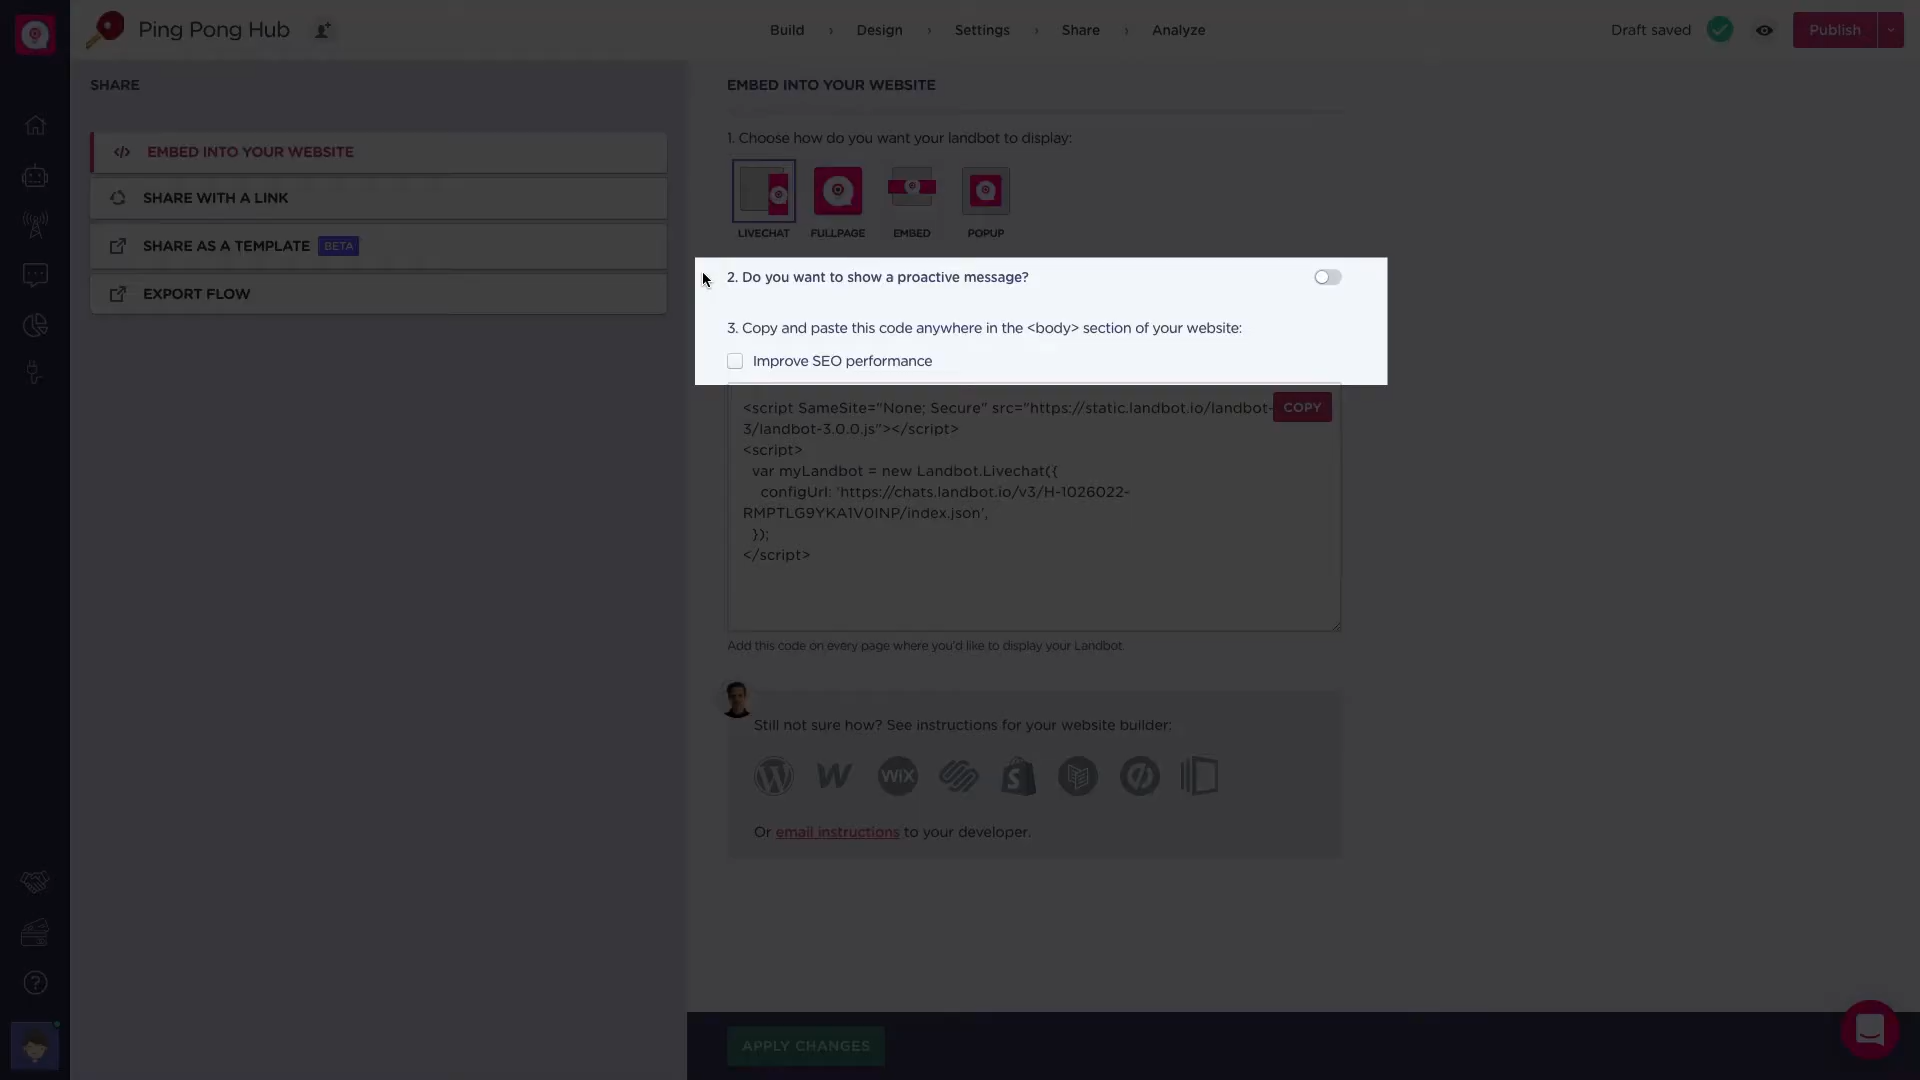 Ping Pong Hub
Build
Design
Settings
Share
Analyze
Draft saved
Publish
SHARE
EMBED INTO YOUR WEBSITE
SHARE WITH A LINK
SHARE AS A TEMPLATE BETA
EXPORT FLOW
EMBED INTO YOUR WEBSITE
1. Choose how do you want your landbot to display:
LIVECHAT
FULLPAGE
EMBED
POPUP
2. Do you want to show a proactive message?
3. Copy and paste this code anywhere in the <body> section of your website:
Improve SEO performance
<script SameSite="None; Secure" src="https://static.landbot.io/landbot-
3/landbot-3.0.0.js"></script>
<script>
var myLandbot = new Landbot.Livechat({
configUrl: 'https://chats.landbot.io/v3/H-1026022-
RMPTLG9YKA1V0INP/index.json',
});
</script>
COPY
Add this code on every page where you'd like to display your Landbot.
Still not sure how? See instructions for your website builder:
WIX
Or email instructions to your developer.
APPLY CHANGES